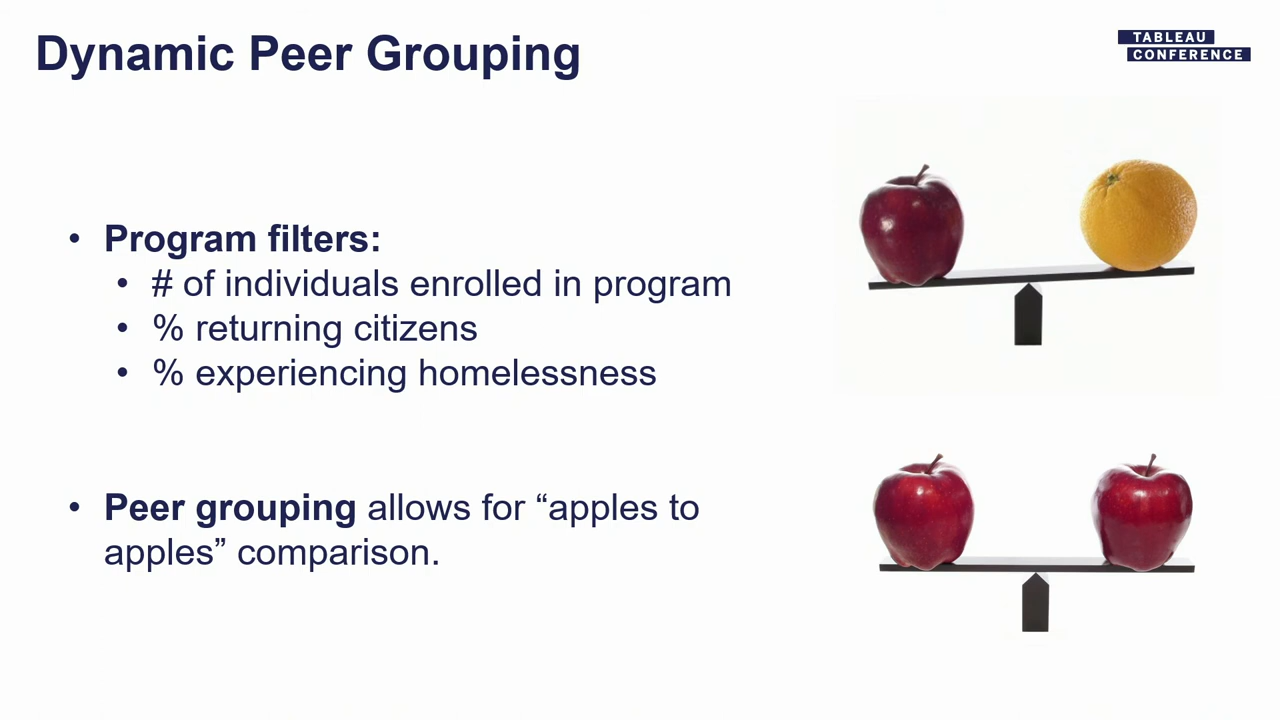 Dynamic Peer Grouping
TABLEAU
CONFERENCE
• Program filters:
• # of individuals enrolled in program
• % returning citizens
• % experiencing homelessness
• Peer grouping allows for “apples to
apples” comparison.